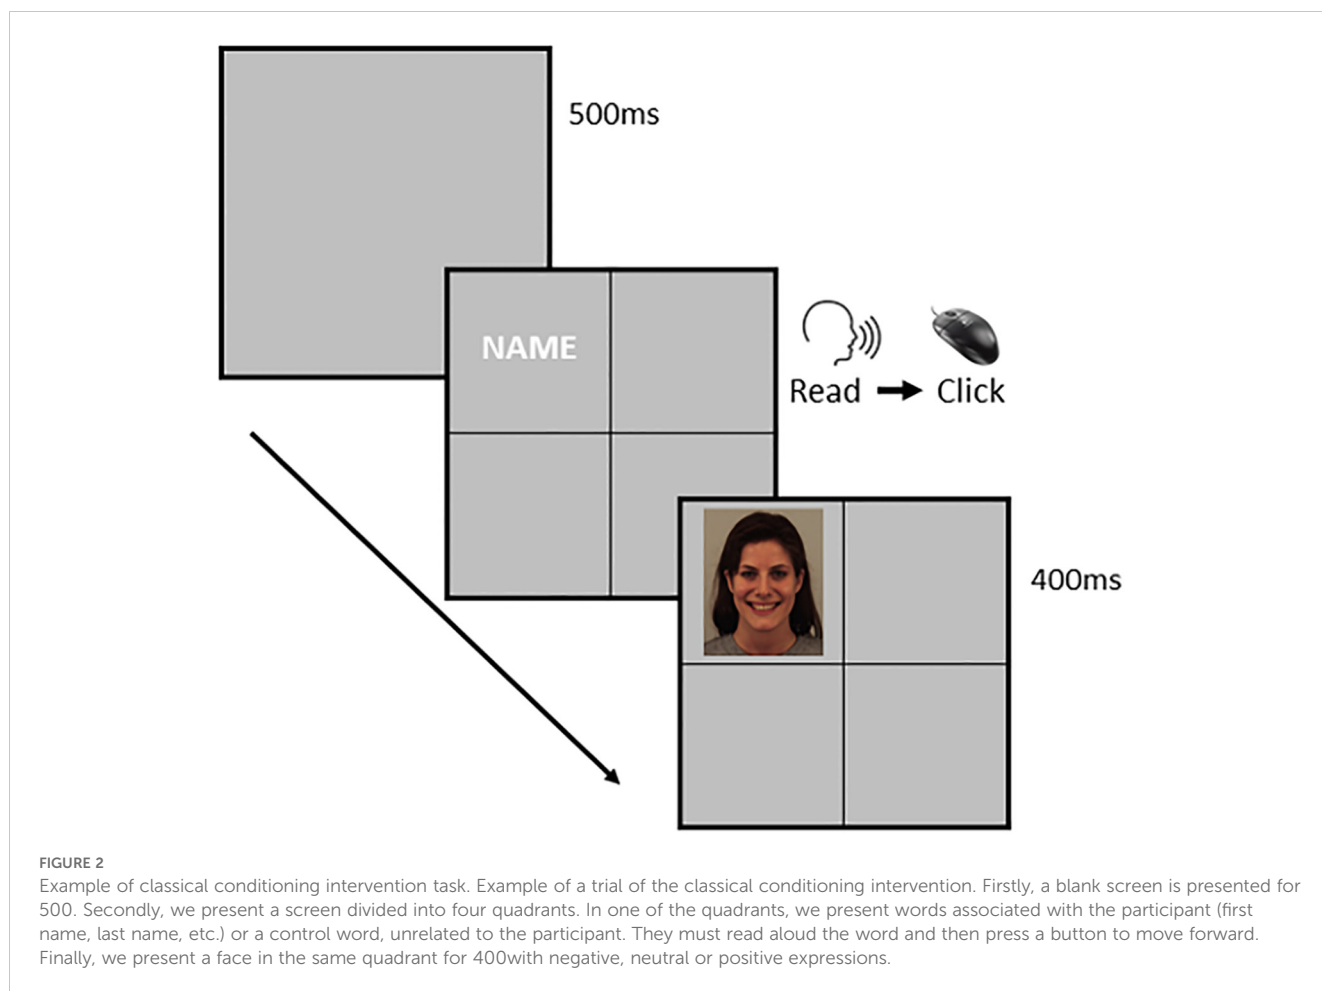 500ms
NAME
Read
Click
400ms
FIGURE 2
Example of classical conditioning intervention task. Example of a trial of the classical conditioning intervention. Firstly, a blank screen is presented for
500. Secondly, we present a screen divided into four quadrants. In one of the quadrants, we present words associated with the participant (first
name, last name, etc.) or a control word, unrelated to the participant. They must read aloud the word and then press a button to move forward.
Finally, we present a face in the same quadrant for 400with negative, neutral or positive expressions.